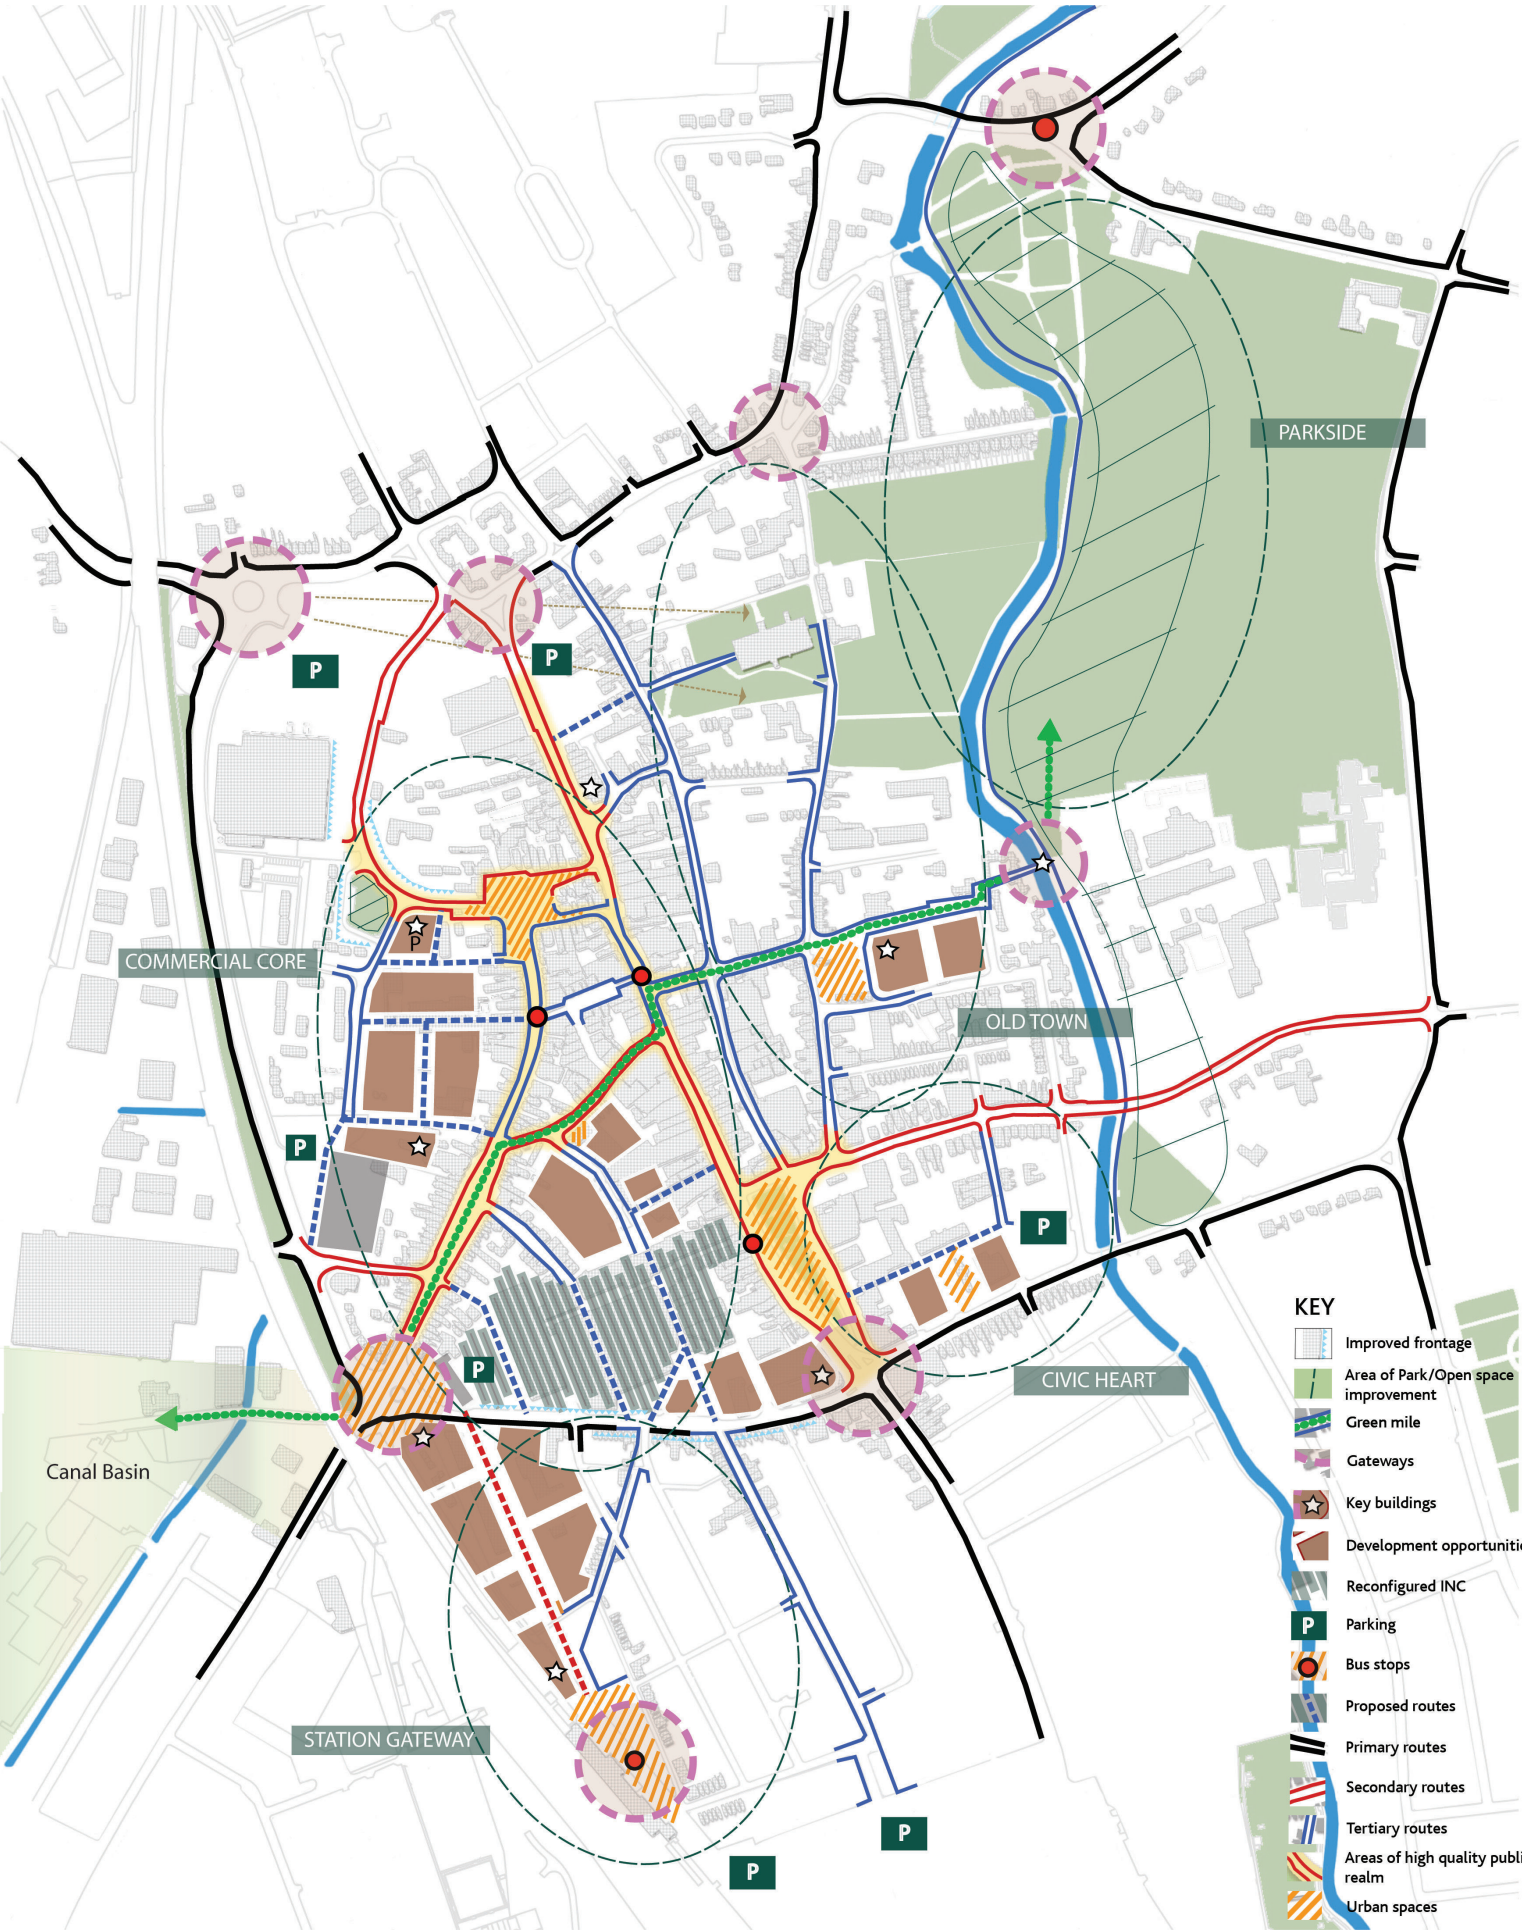 PARKSIDE
P
P
COMMERCIAL CORE
P
OLD TOWN
P
P
P
CIVIC HEART
Canal Basin
STATION GATEWAY
P
P
KEY
Improved frontage
Area of Park/Open space
improvement
Green mile
Gateways
Key buildings
Development opportunitie
Reconfigured INC
P Parking
Bus stops
Proposed routes
Primary routes
Secondary routes
Tertiary routes
Areas of high quality publi
realm
Urban spaces